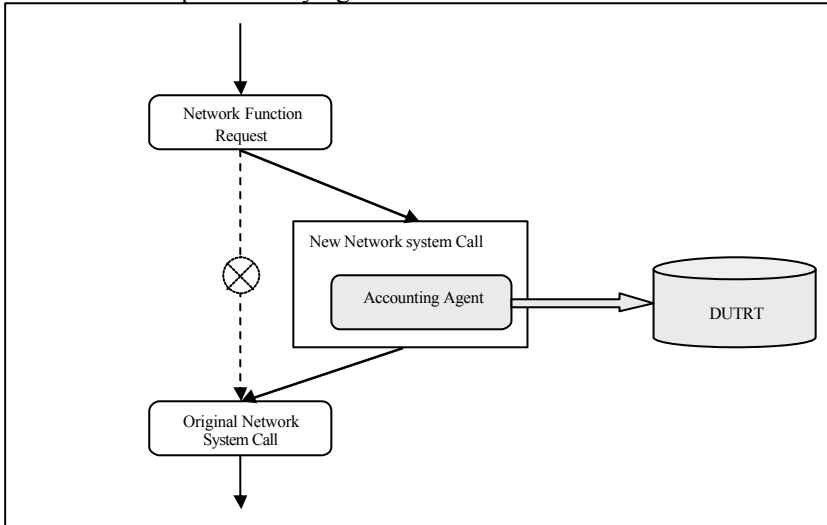 Network Function
Request
New Network system Call
Accounting Agent
DUTRT
Original Network
System Call